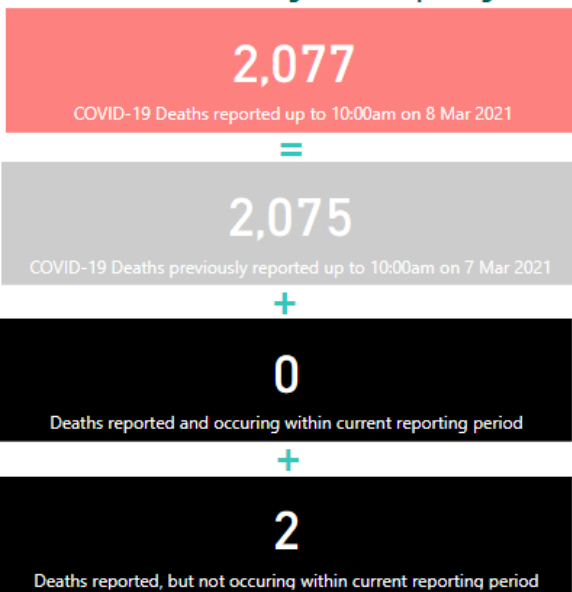 2,077
COVID-19 Deaths reported up to 10:00am on 8 Mar 2021
=
2,075
COVID-19 Deaths previously reported up to 10:00am on 7 Mar 2021
+
0
Deaths reported and occuring within current reporting period
+
2
Deaths reported, but not occuring within current reporting period